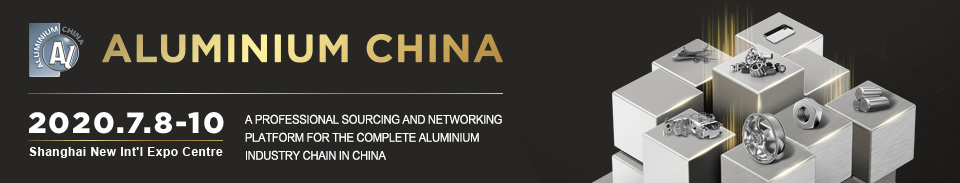 ALUMINIUM CHINA
Al
ALUMINIUM CHINA
2020.7.8-10
Shanghai New Int'l Expo Centre
A PROFESSIONAL SOURCING AND NETWORKING
PLATFORM FOR THE COMPLETE ALUMINIUM
INDUSTRY CHAIN IN CHINA